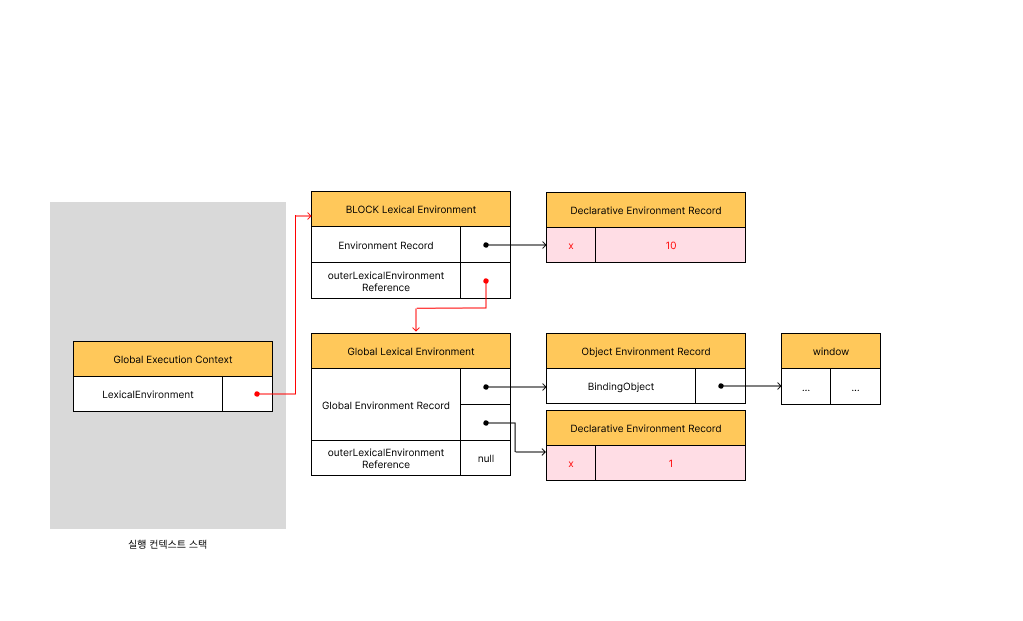 BLOCK Lexical Environment
Environment Record
outerLexicalEnvironment
Reference
Declarative Environment Record
x
10
Global Execution Context
LexicalEnvironment
Global Lexical Environment
Global Environment Record
outerLexicalEnvironment
Reference
null
Object Environment Record
BindingObject
window
...
...
Declarative Environment Record
x
1
실행 컨텍스트 스택